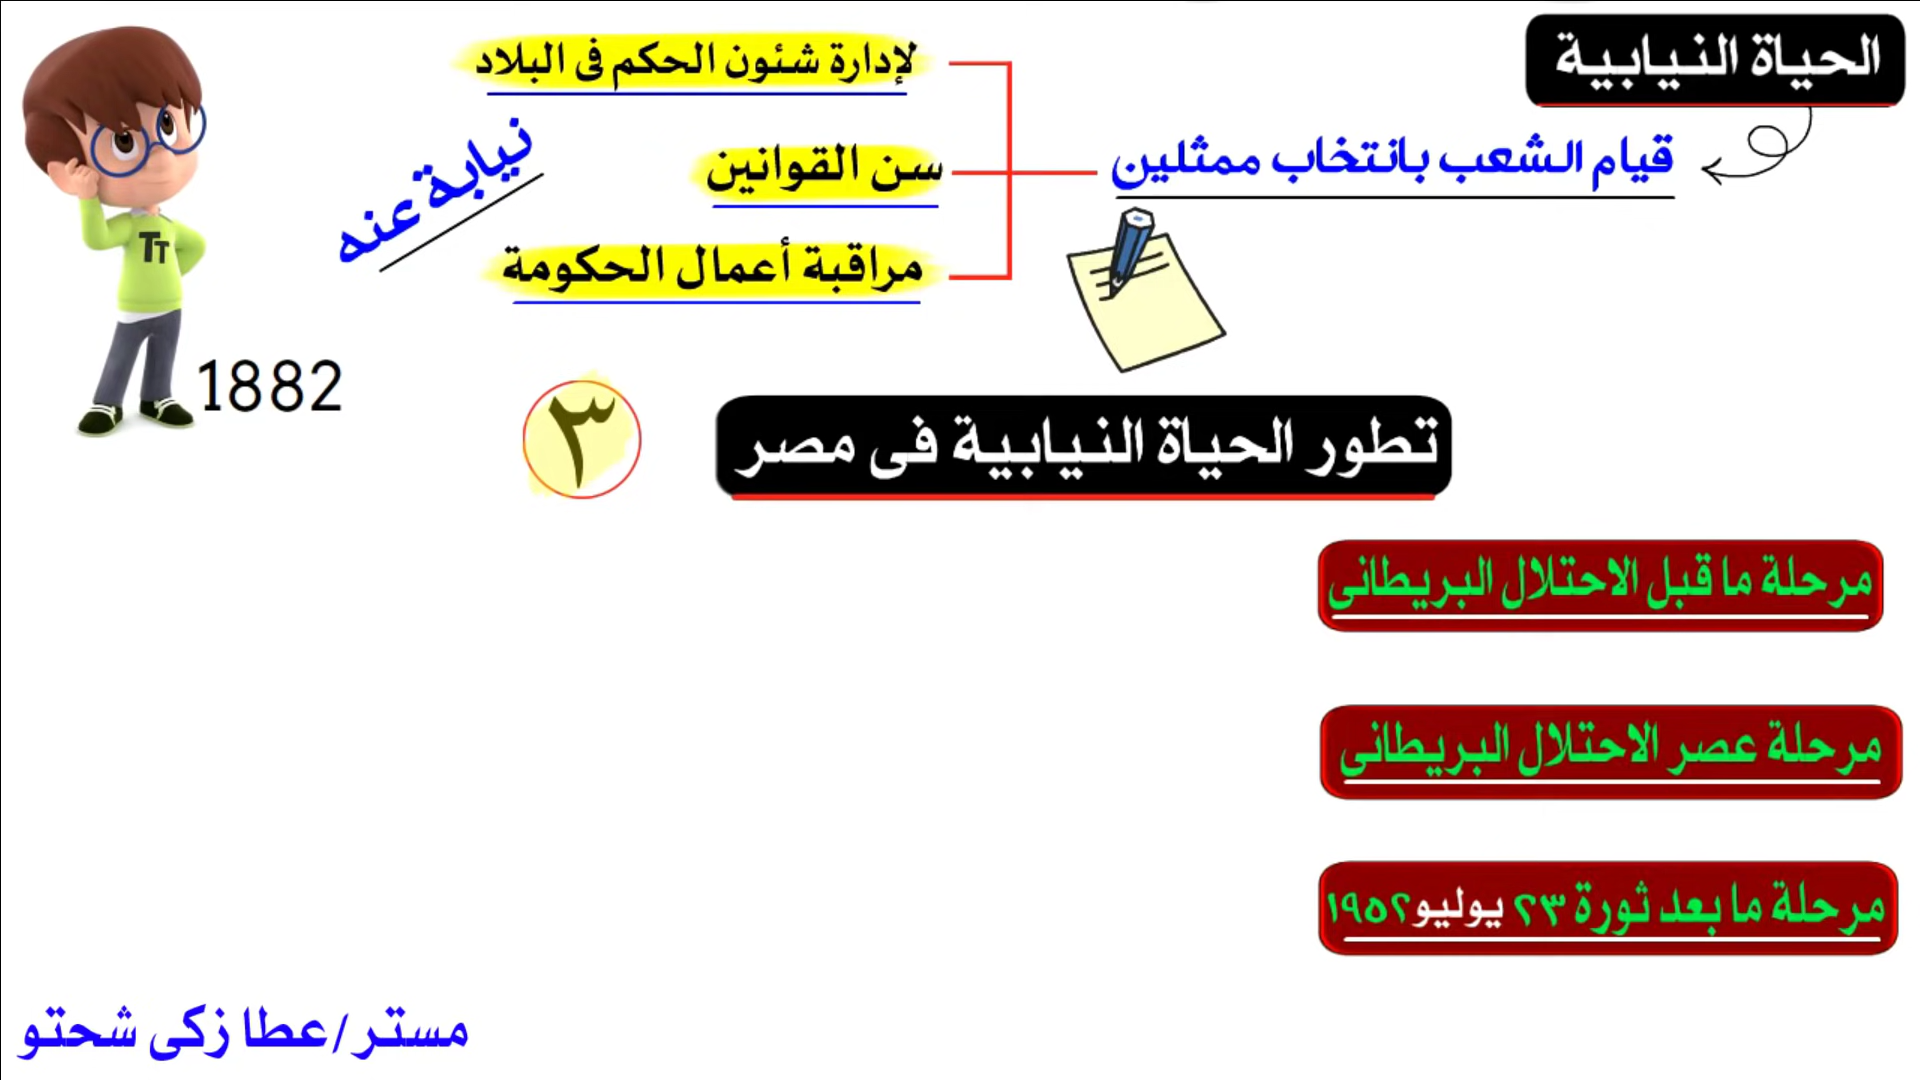 الحياة النيابية
قيام الشعب بانتخاب ممثلين
لإدارة شئون الحكم فى البلاد
سن القوانين
مراقبة أعمال الحكومة
نيابة عنه
TT
1882
تطور الحياة النيابية فى مصر
٣
مرحلة ما قبل الاحتلال البريطانى
مرحلة عصر الاحتلال البريطانى
مرحلة ما بعد ثورة ٢٣ يوليو ١٩٥٢
مستر/عطا زكى شحتو